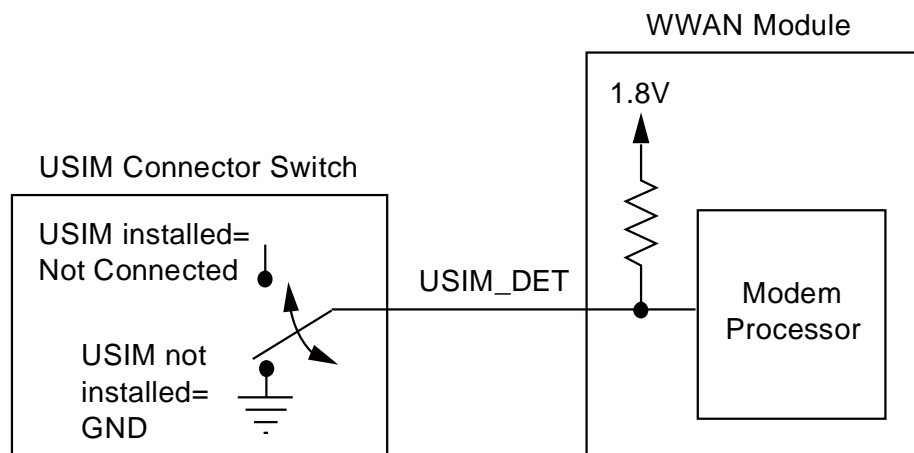 WWAN Module
1.8V
USIM Connector Switch
USIM installed=
Not Connected
USIM_DET
Modem
Processor
USIM not
installed=
GND